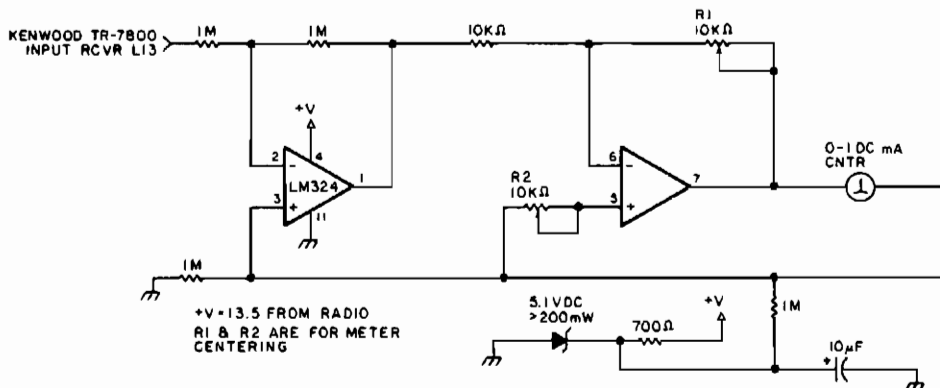 KENWOOD TR-7800
INPUT RCVR L13
1M
1M
10KΩ
R1
10KΩ
+V
2
-
4
LM324
1
3
+
11
R2
10KΩ
6
-
5
+
7
0-1 DC mA
CNTR
1M
+V=13.5 FROM RADIO
R1 & R2 ARE FOR METER
CENTERING
5.1VDC
>200mW
700Ω
+V
1M
+
10µF